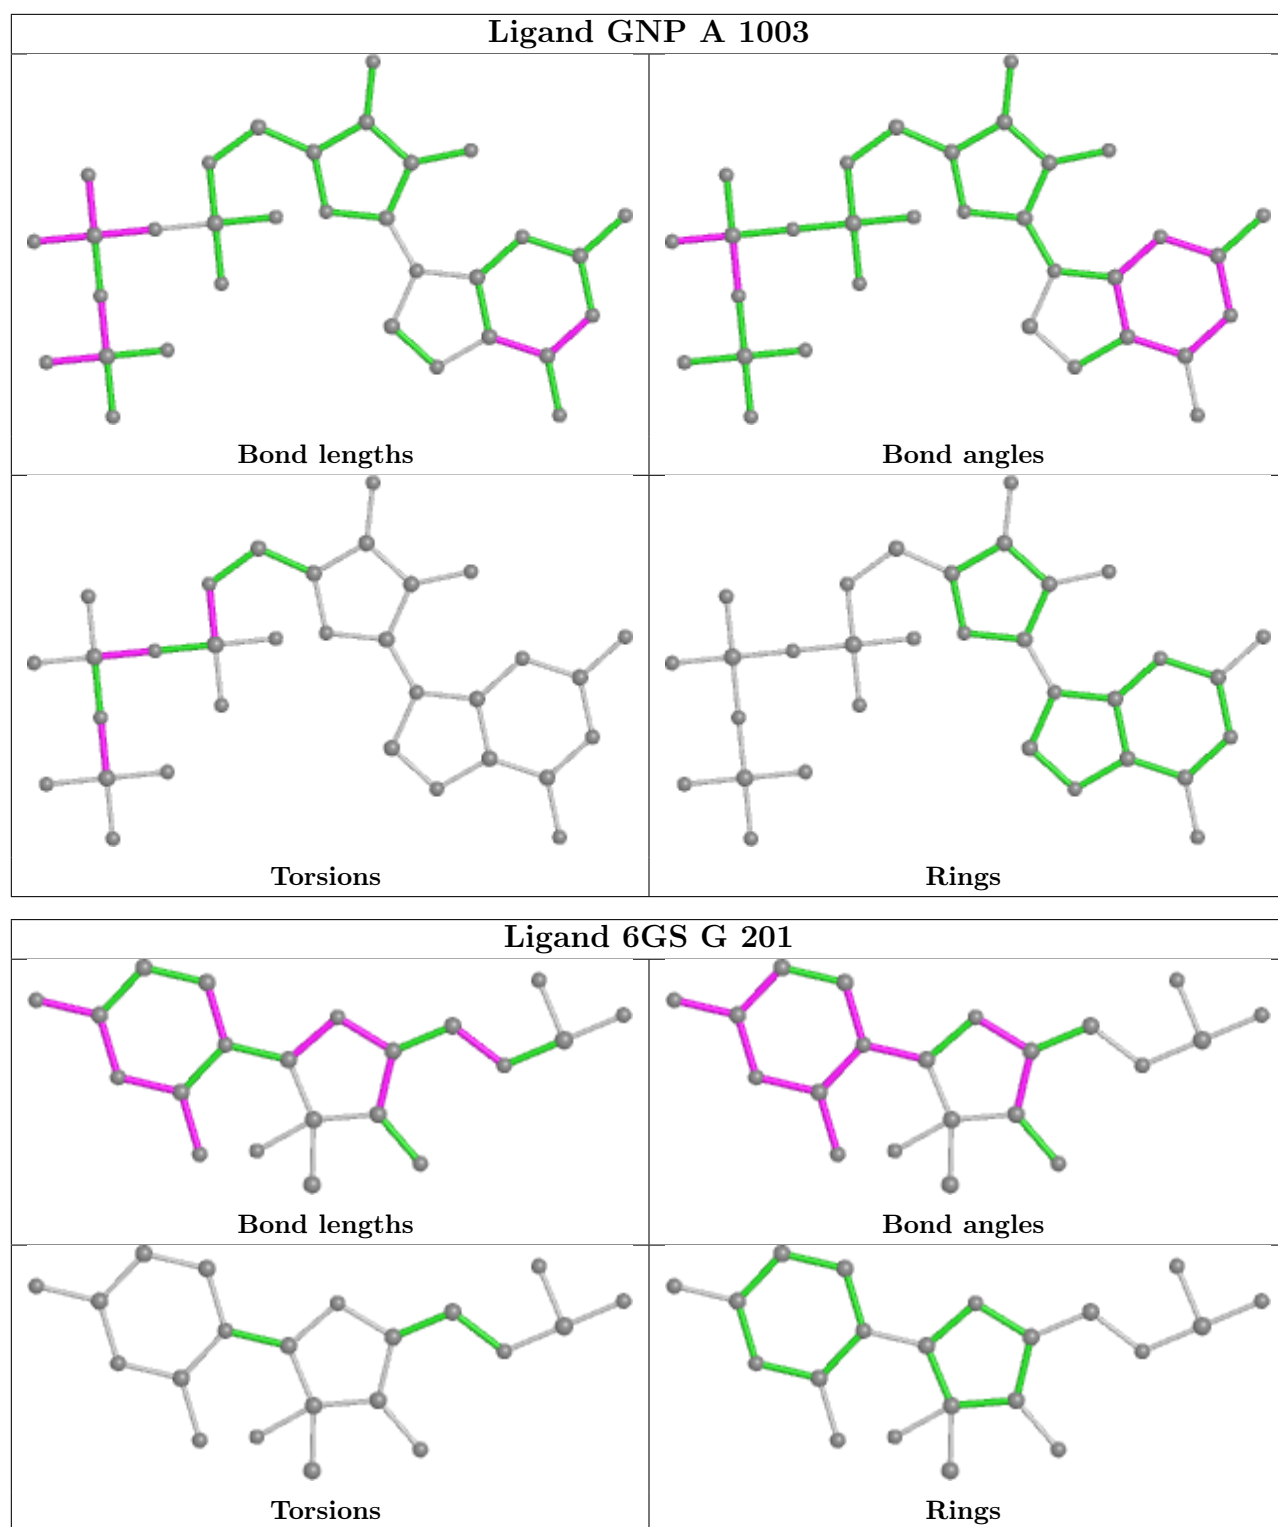 Ligand GNP A 1003
Bond lengths
Bond angles
Torsions
Rings
Ligand 6GS G 201
Bond lengths
Bond angles
Torsions
Rings